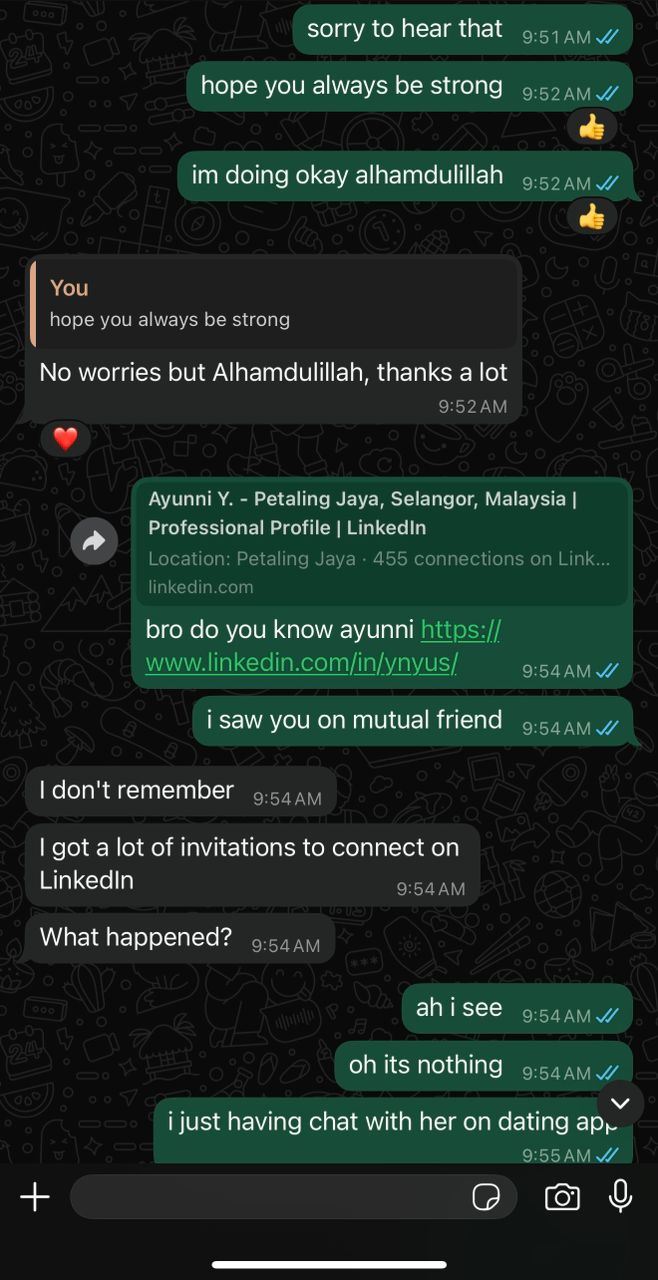 sorry to hear that 9:51 AM
hope you always be strong 9:52 AM
im doing okay alhamdulillah 9:52 AM
You
hope you always be strong
No worries but Alhamdulillah, thanks a lot
9:52 AM
Ayunni Y. - Petaling Jaya, Selangor, Malaysia |
Professional Profile | LinkedIn
Location: Petaling Jaya · 455 connections on Link...
linkedin.com
bro do you know ayunni https://
www.linkedin.com/in/ynyus/ 9:54 AM
i saw you on mutual friend 9:54 AM
I don't remember 9:54 AM
I got a lot of invitations to connect on
LinkedIn 9:54 AM
What happened? 9:54 AM
ah i see 9:54 AM
oh its nothing 9:54 AM
i just having chat with her on dating app
9:55 AM